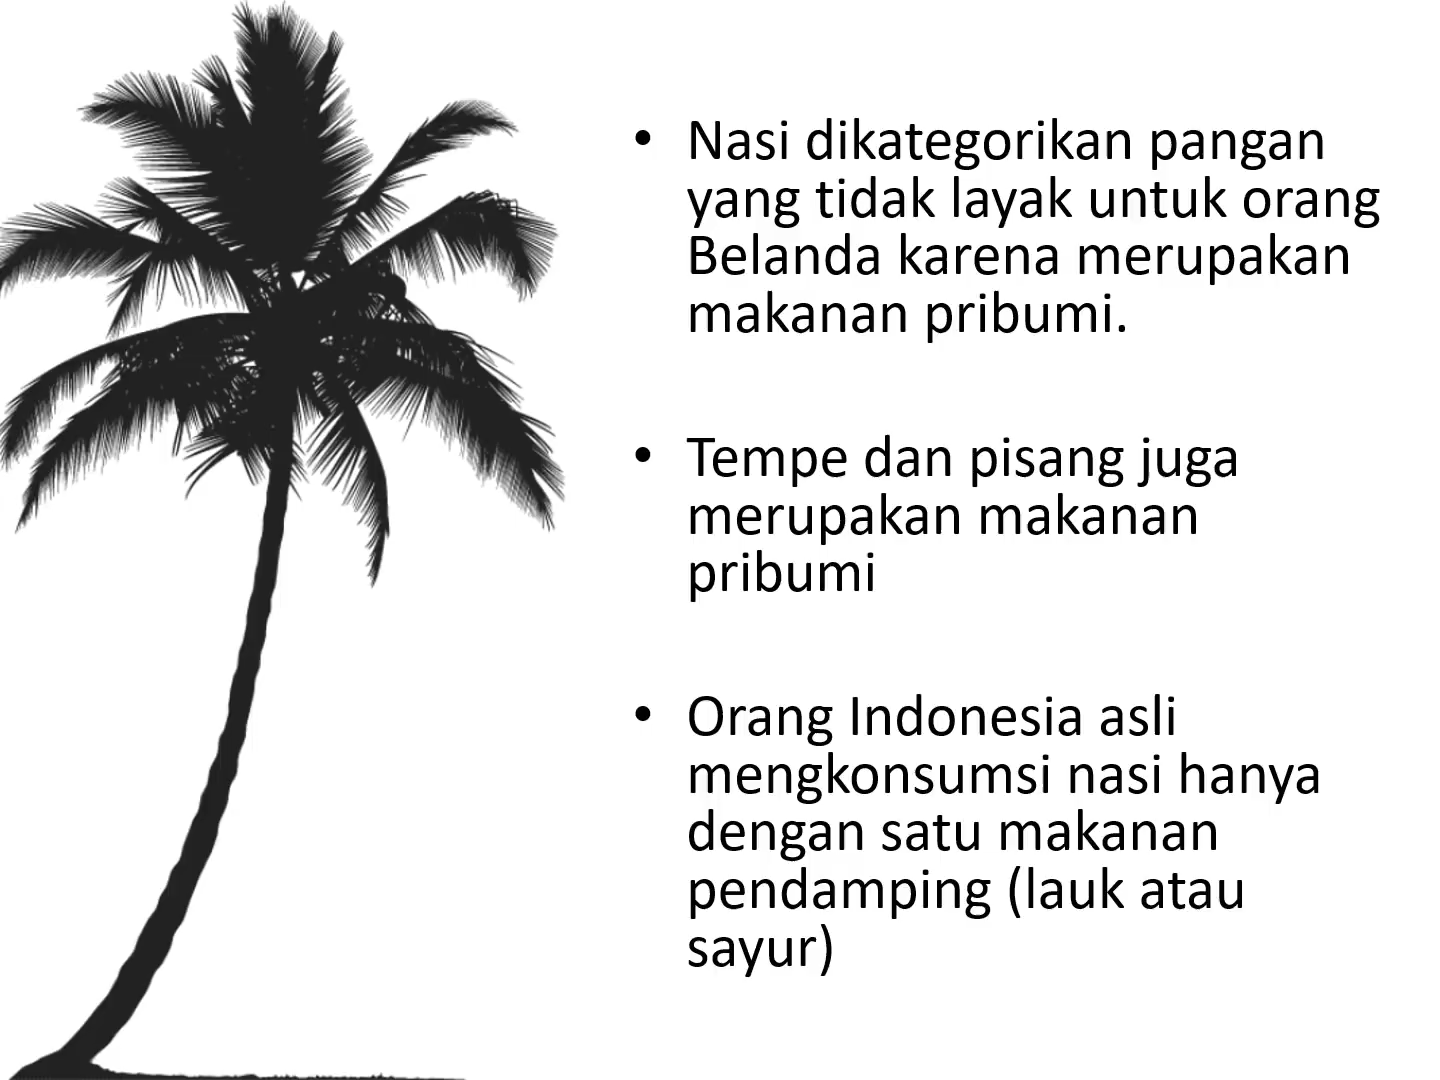 • Nasi dikategorikan pangan
yang tidak layak untuk orang
Belanda karena merupakan
makanan pribumi.
• Tempe dan pisang juga
merupakan makanan
pribumi
• Orang Indonesia asli
mengkonsumsi nasi hanya
dengan satu makanan
pendamping (lauk atau
sayur)